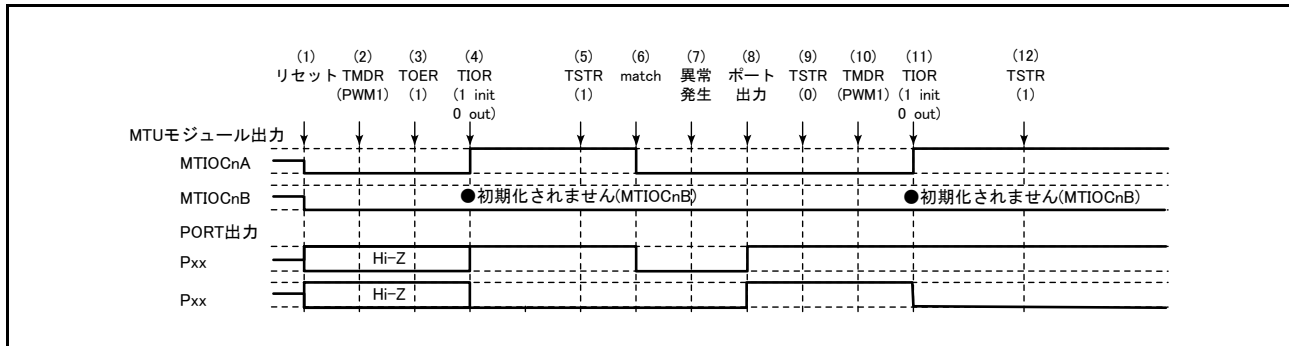 (1) (2) (3) (4) (5) (6) (7) (8) (9) (10) (11) (12)
リセット TMDR TOER TIOR TSTR match 異常 ポート TSTR TMDR TIOR TSTR
(PWM1) (1) (1 init (1) 発生 出力 (0) (PWM1) (1 init (1)
0 out) 0 out)
MTUモジュール出力
MTIOCnA
MTIOCnB ●初期化されません(MTIOCnB) ●初期化されません(MTIOCnB)
PORT出力
Pxx Hi-Z
Pxx Hi-Z